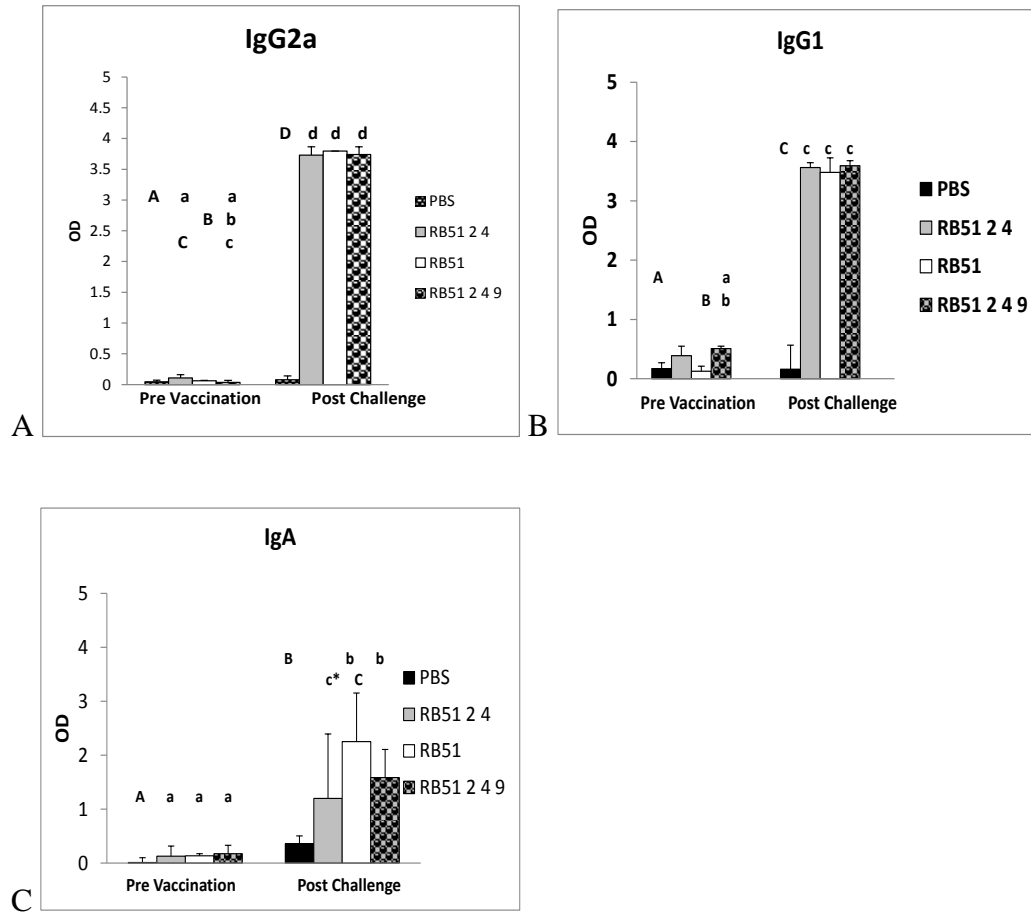 IgG2a
5
4.5
4
3.5
3
2.5
2
1.5
1
0.5
0
OD
D d d d
A a a
B b
C c
Pre Vaccination Post Challenge
PBS
RB51 2 4
RB51
RB51 2 4 9
A
IgG1
5
4
3
2
1
0
OD
C c c c
A a
B b
Pre Vaccination Post Challenge
PBS
RB51 2 4
RB51
RB51 2 4 9
B
IgA
5
4
3
2
1
0
OD
B b b
c* C
A a a a
Pre Vaccination Post Challenge
PBS
RB51 2 4
RB51
RB51 2 4 9
C